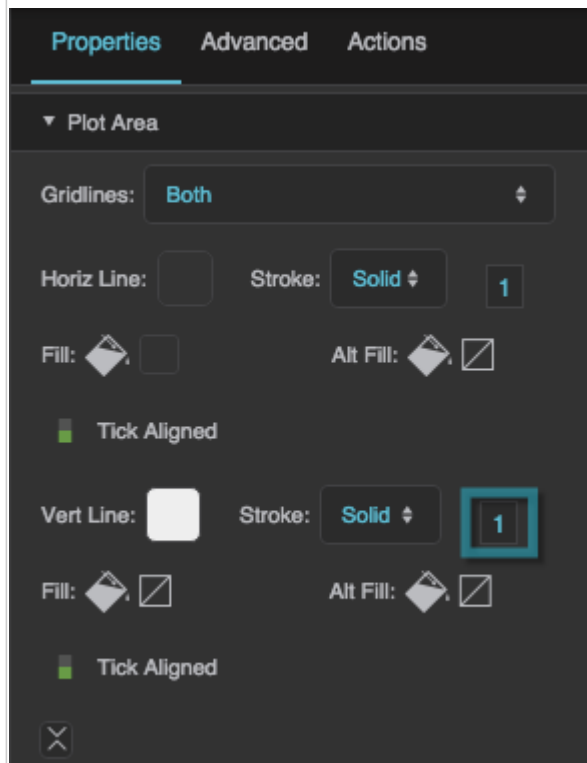 Properties Advanced Actions
Plot Area
Gridlines: Both
Horiz Line: Stroke: Solid 1
Fill: Alt Fill:
Tick Aligned
Vert Line: Stroke: Solid 1
Fill: Alt Fill:
Tick Aligned